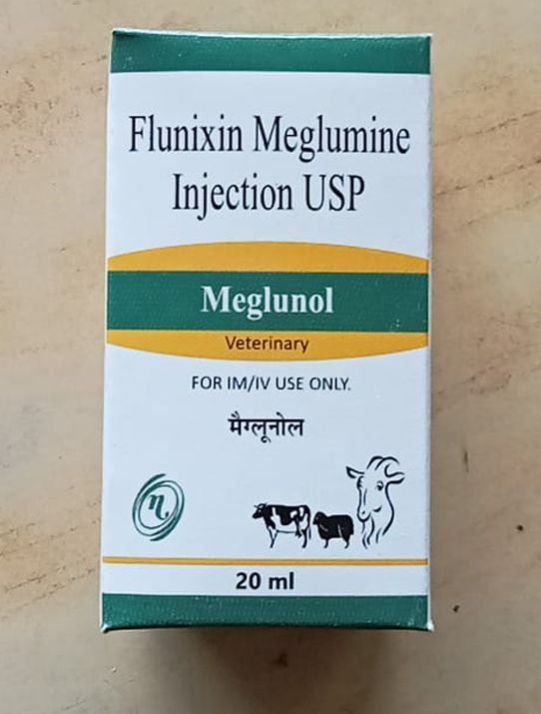 Flunixin Meglumine
Injection USP
Meglunol
Veterinary
FOR IM/IV USE ONLY.
मैग्लूनोल
n
20 ml